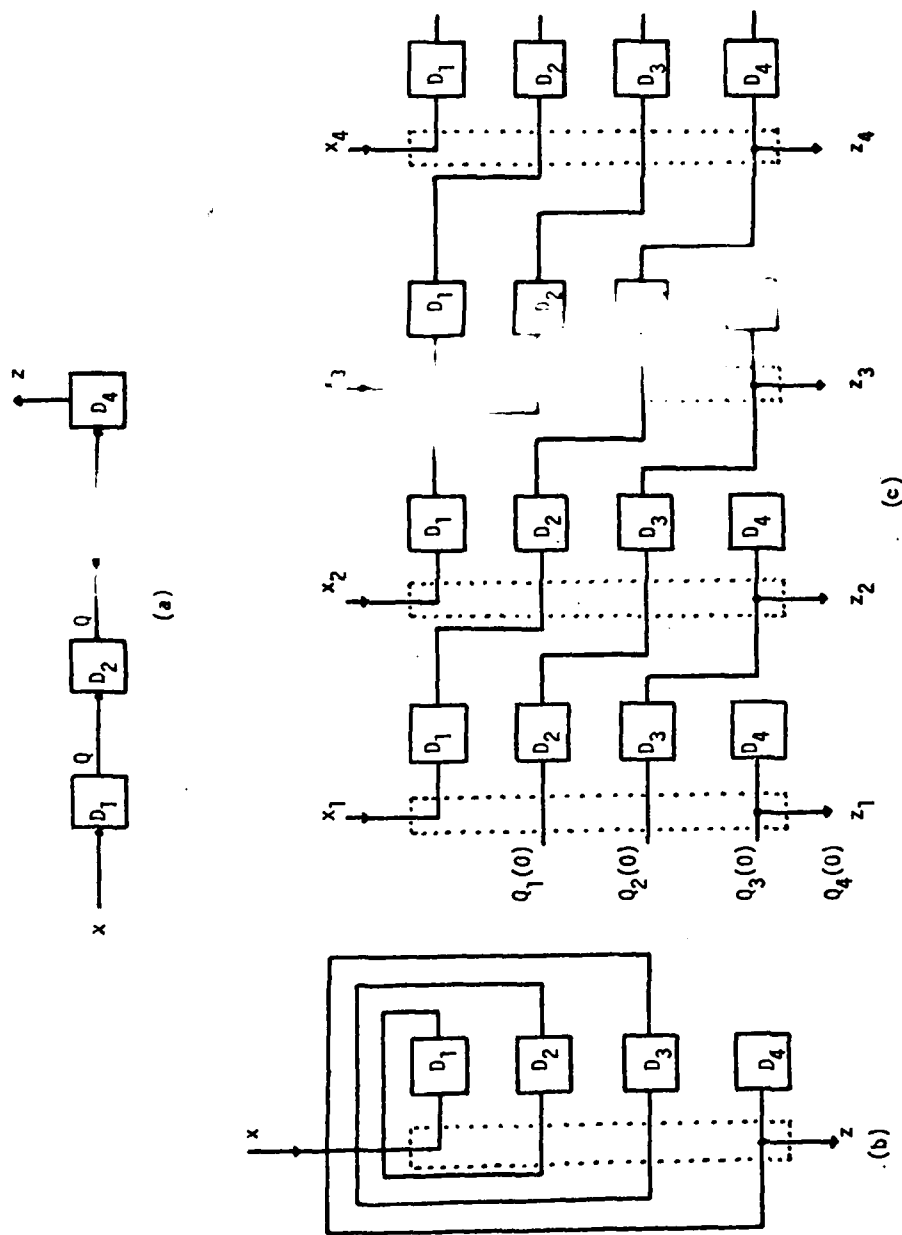 z
x D₁ Q D₂ Q D₄
(a)
x
D₁
D₂
D₃
D₄
z
(b)
x₁ x₂ x₄
D₁ D₁ D₁ D₁
Q₁(0) D₂ D₂ D₂ D₂
Q₂(0) D₃ D₃ D₃
Q₃(0) D₄ D₄ D₄
Q₄(0) z₁ z₂ z₃ z₄
(c)